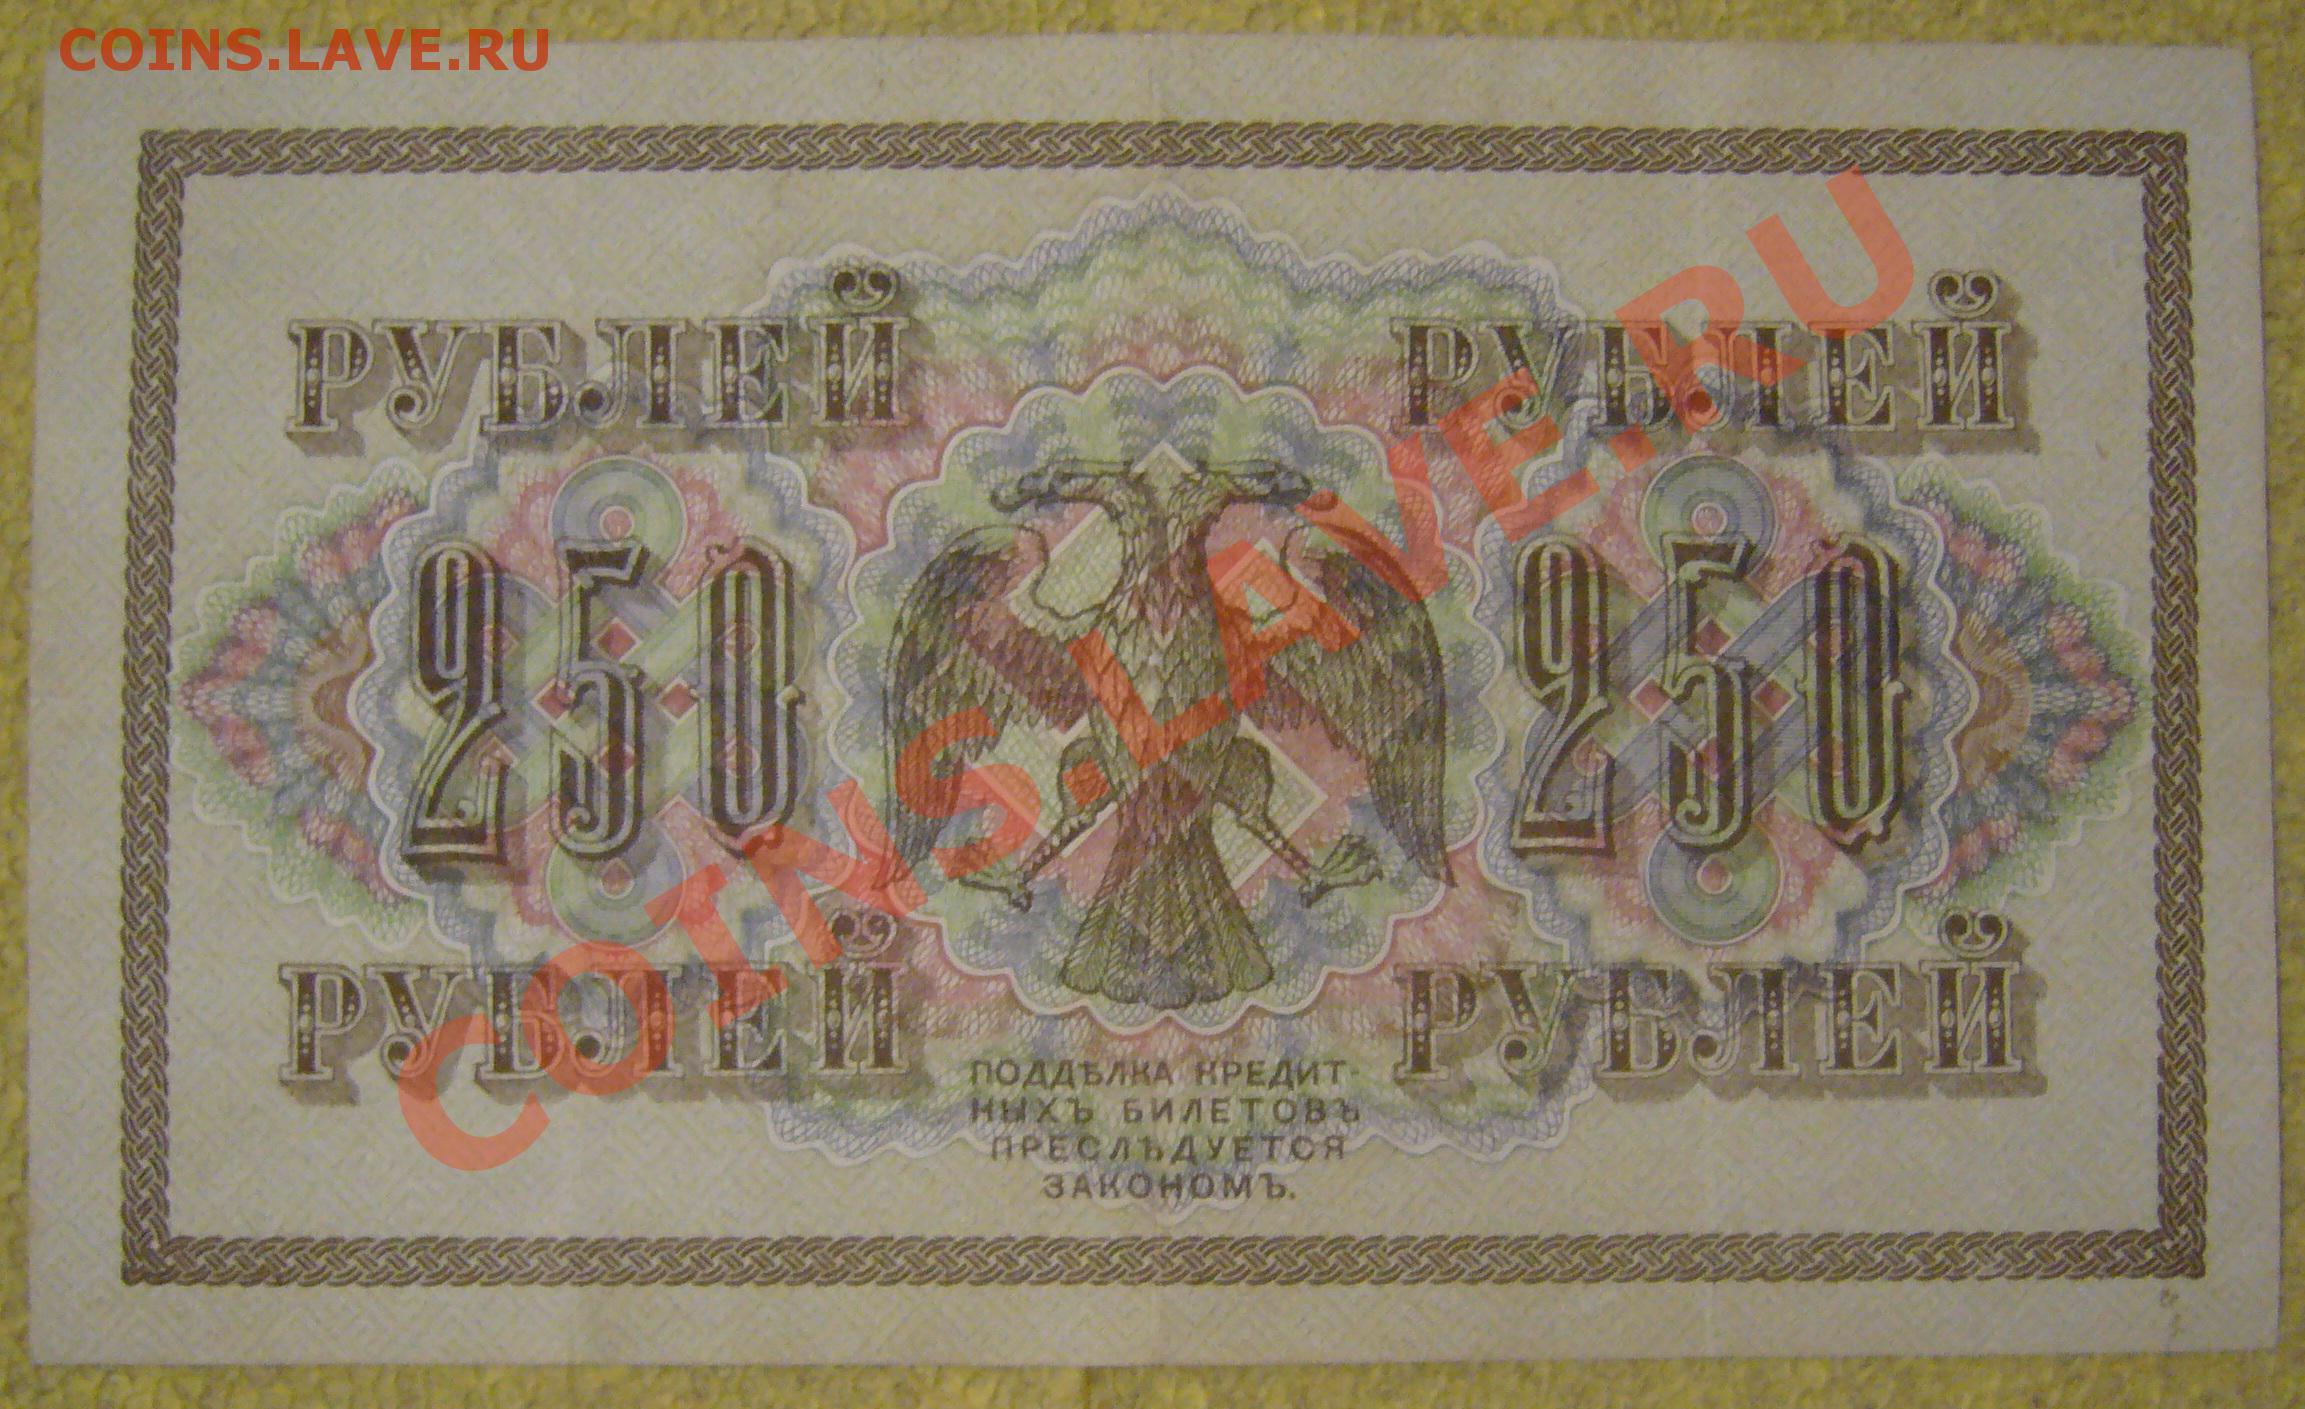 COINS.LAVE.RU
РУБЛЕЙ РУБЛЕЙ
250 250
COINS.LAVE.RU
РУБЛЕЙ РУБЛЕЙ
ПОДДѢЛКА КРЕДИТ-
НЫХЪ БИЛЕТОВЪ
ПРЕСЛѢДУЕТСЯ
ЗАКОНОМЪ.